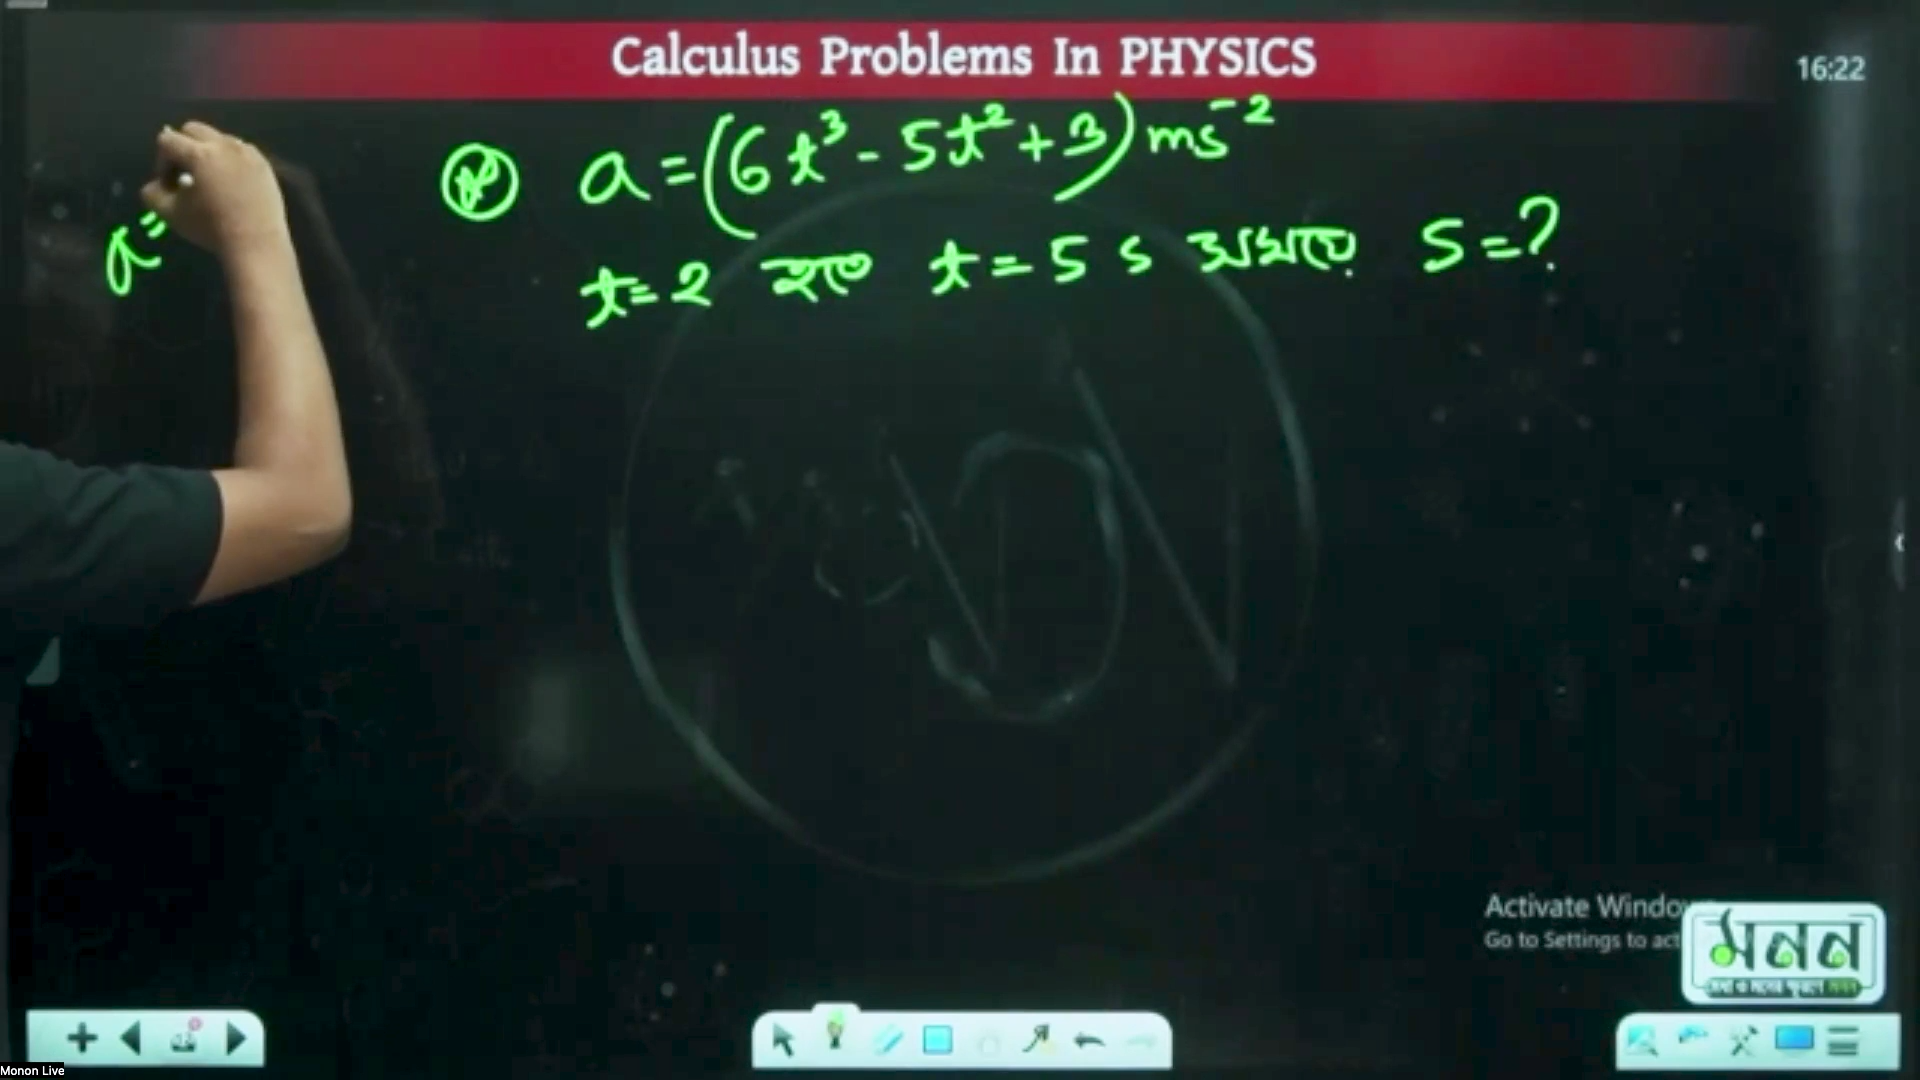 Calculus Problems In PHYSICS
16:22
a = (6t³ - 5t² + 3) ms⁻²
t = 2 হতে t = 5 s সময়ে S = ?
a =
Activate Windo
Go to Settings to act
মনন
Monon Live